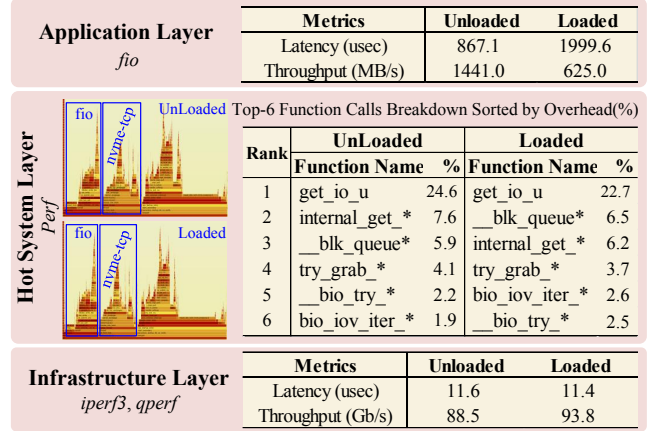 Application Layer
fio
Metrics Unloaded Loaded
Latency (usec) 867.1 1999.6
Throughput (MB/s) 1441.0 625.0
Hot System Layer
Perf
fio nvme-tcp UnLoaded
fio nvme-tcp Loaded
Top-6 Function Calls Breakdown Sorted by Overhead(%)
Rank UnLoaded Loaded
Function Name % Function Name %
1 get_io_u 24.6 get_io_u 22.7
2 internal_get_* 7.6 __blk_queue* 6.5
3 __blk_queue* 5.9 internal_get_* 6.2
4 try_grab_* 4.1 try_grab_* 3.7
5 __bio_try_* 2.2 bio_iov_iter_* 2.6
6 bio_iov_iter_* 1.9 __bio_try_* 2.5
Infrastructure Layer
iperf3, qperf
Metrics Unloaded Loaded
Latency (usec) 11.6 11.4
Throughput (Gb/s) 88.5 93.8